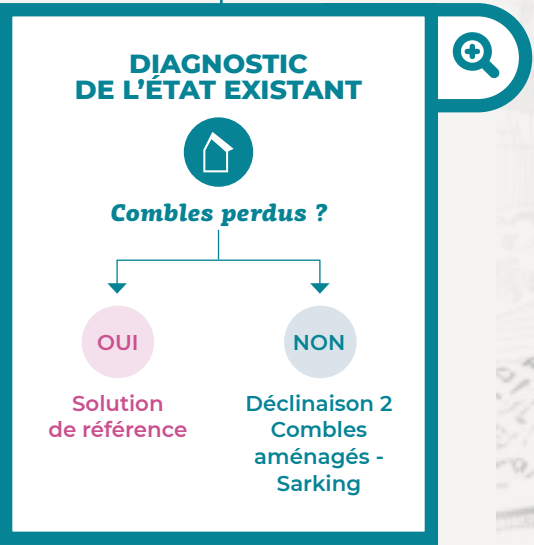 DIAGNOSTIC
DE L'ÉTAT EXISTANT
Combles perdus ?
OUI
Solution
de référence
NON
Déclinaison 2
Combles
aménagés -
Sarking